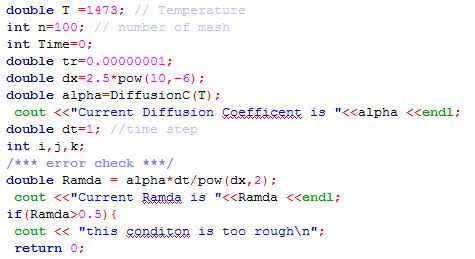 double T =1473; // Temperature
int n=100; // number of mash
int Time=0;
double tr=0.00000001;
double dx=2.5*pow(10,-6);
double alpha=DiffusionC(T);
cout <<"Current Diffusion Coefficent is "<<alpha <<endl;
double dt=1; //time step
int i,j,k;
/*** error check ***/
double Ramda = alpha*dt/pow(dx,2);
cout <<"Current Ramda is "<<Ramda <<endl;
if(Ramda>0.5){
cout << "this conditon is too rough\n";
return 0;